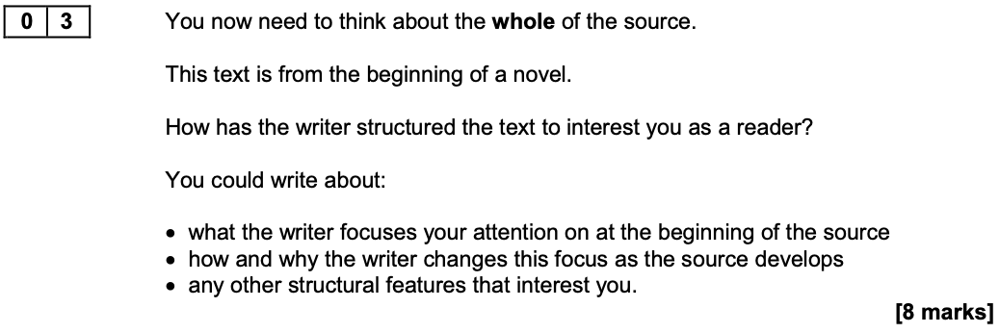 0 3 You now need to think about the whole of the source.
This text is from the beginning of a novel.
How has the writer structured the text to interest you as a reader?
You could write about:
• what the writer focuses your attention on at the beginning of the source
• how and why the writer changes this focus as the source develops
• any other structural features that interest you.
[8 marks]